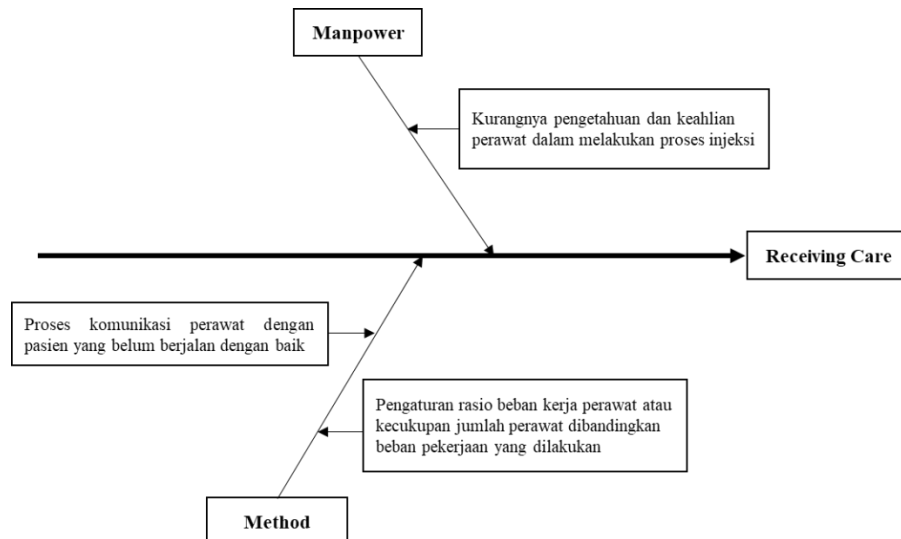 Manpower
Kurangnya pengetahuan dan keahlian
perawat dalam melakukan proses injeksi
Receiving Care
Proses komunikasi perawat dengan
pasien yang belum berjalan dengan baik
Pengaturan rasio beban kerja perawat atau
kecukupan jumlah perawat dibandingkan
beban pekerjaan yang dilakukan
Method